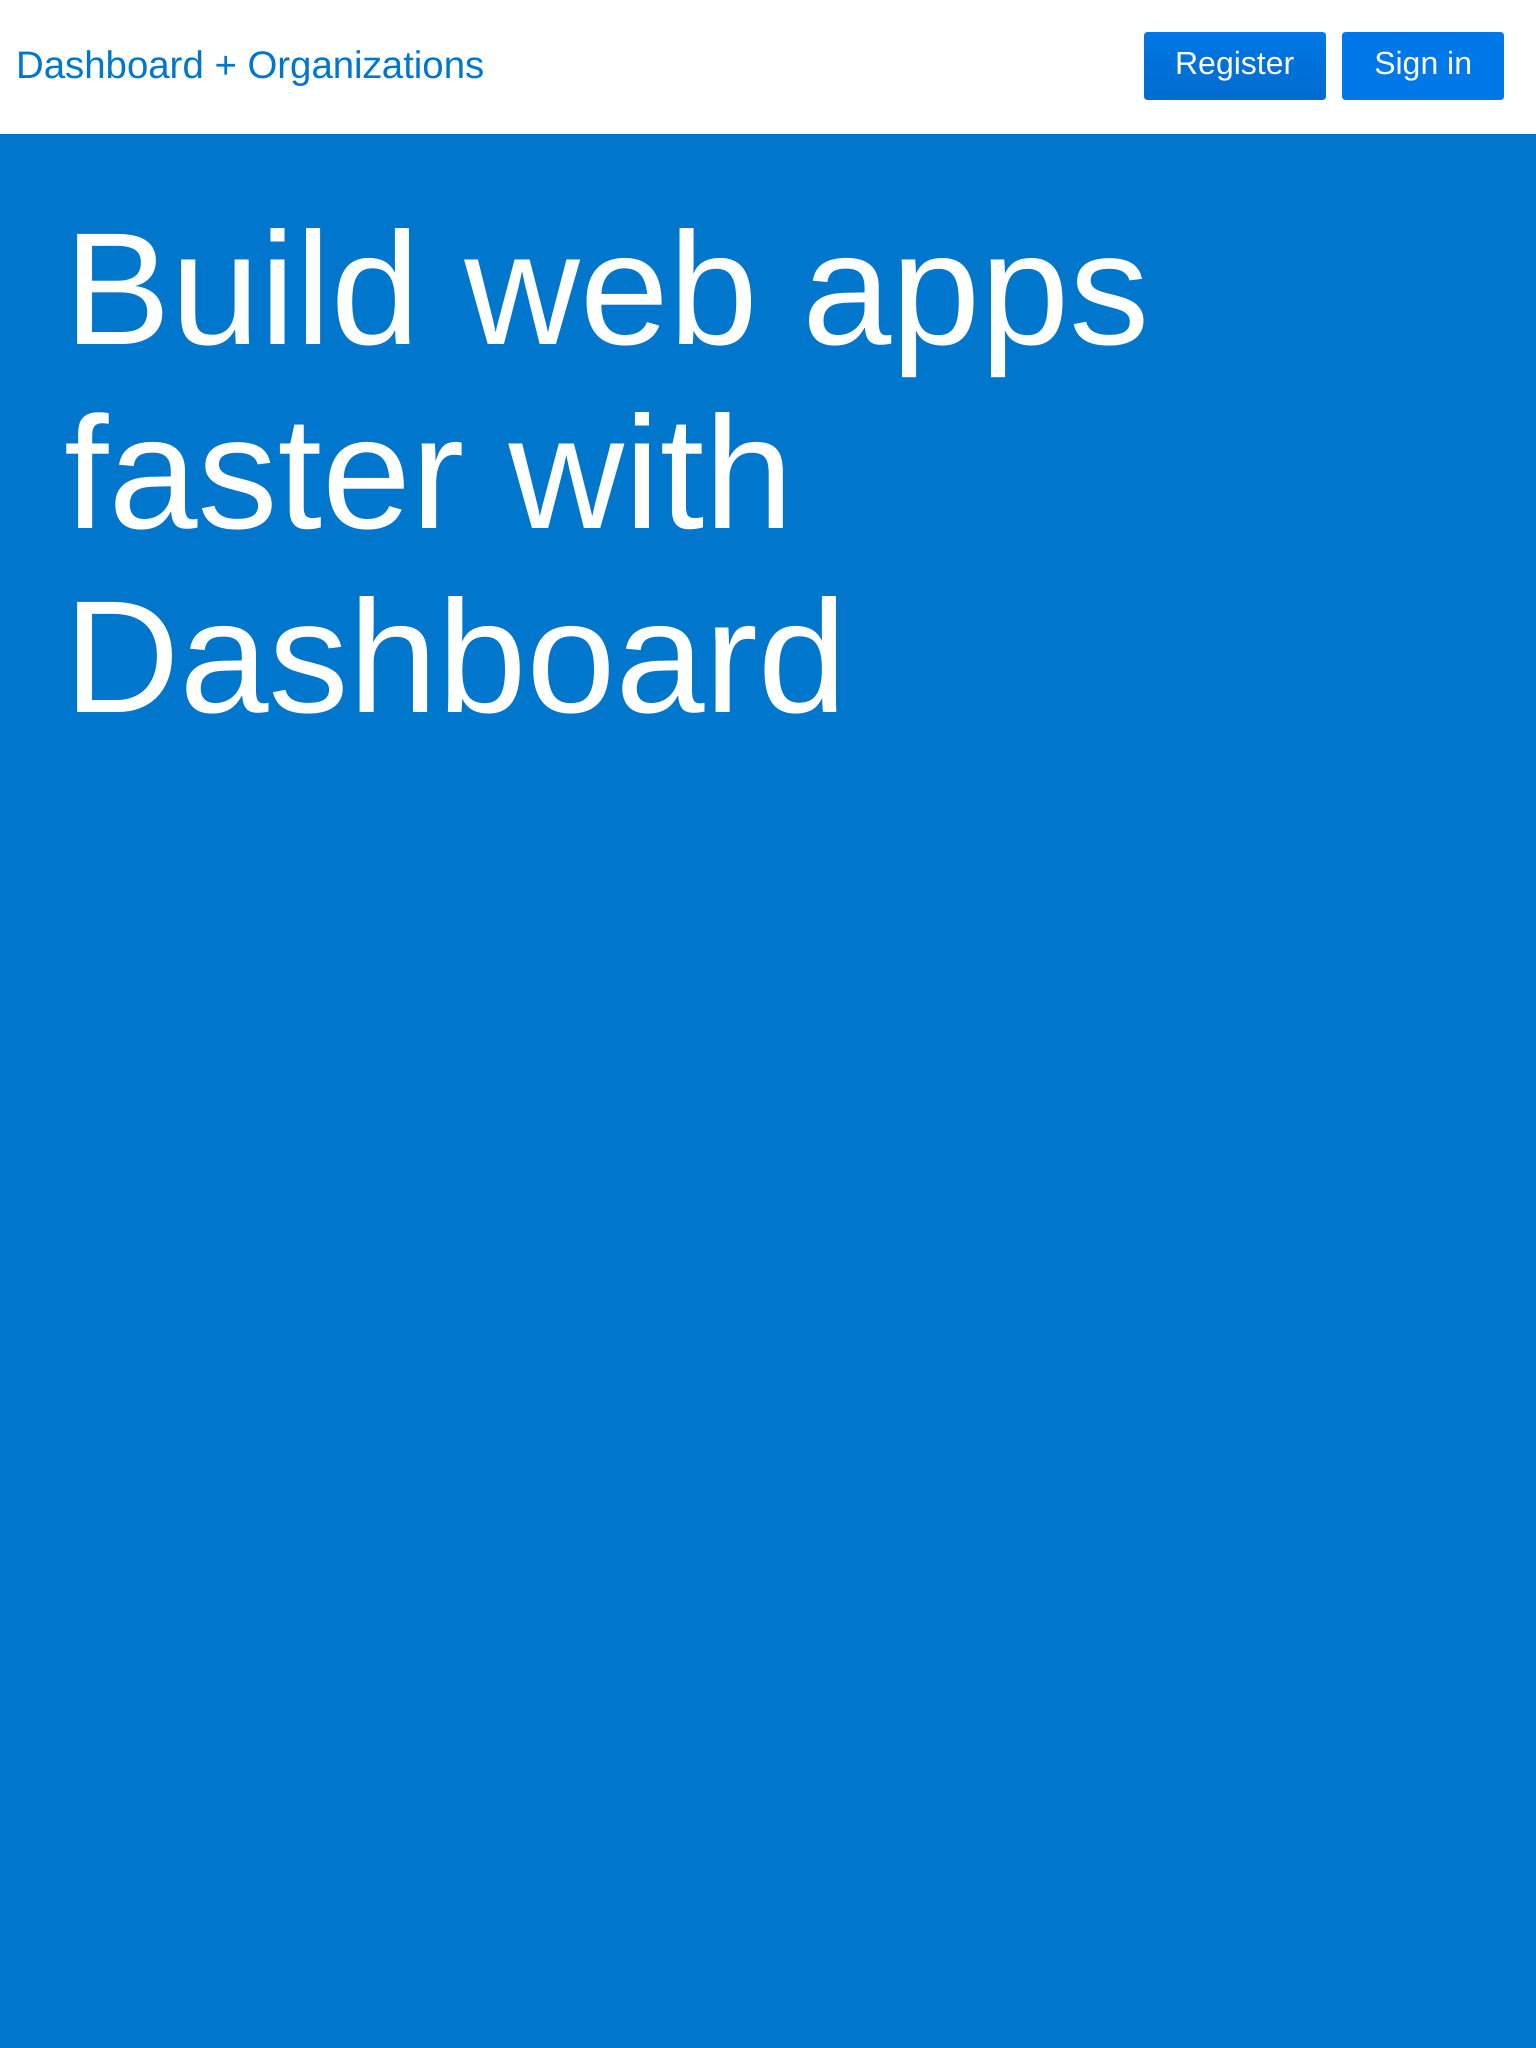 Dashboard + Organizations
Register
Sign in
Build web apps
faster with
Dashboard